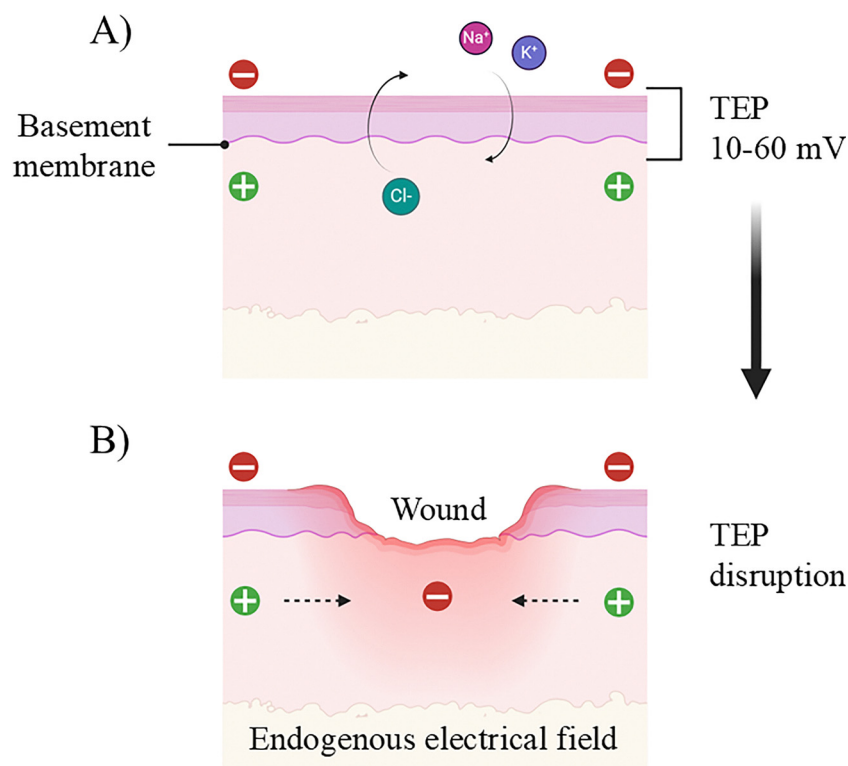 A)
Na⁺
K⁺
Basement
membrane
TEP
10-60 mV
Cl-
B)
Wound
TEP
disruption
Endogenous electrical field